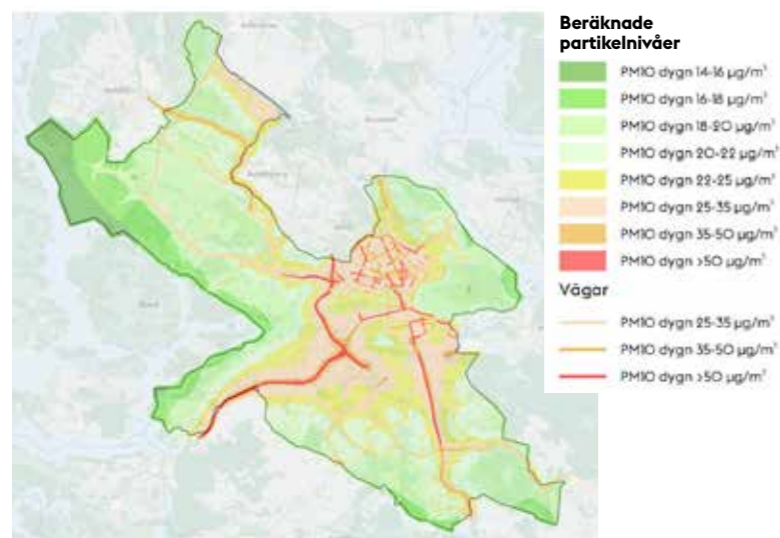 Beräknade
partikelnivåer
PM10 dygn 14-16 µg/m³
PM10 dygn 16-18 µg/m³
PM10 dygn 18-20 µg/m³
PM10 dygn 20-22 µg/m³
PM10 dygn 22-25 µg/m³
PM10 dygn 25-35 µg/m³
PM10 dygn 35-50 µg/m³
PM10 dygn >50 µg/m³
Vägar
PM10 dygn 25-35 µg/m³
PM10 dygn 35-50 µg/m³
PM10 dygn >50 µg/m³